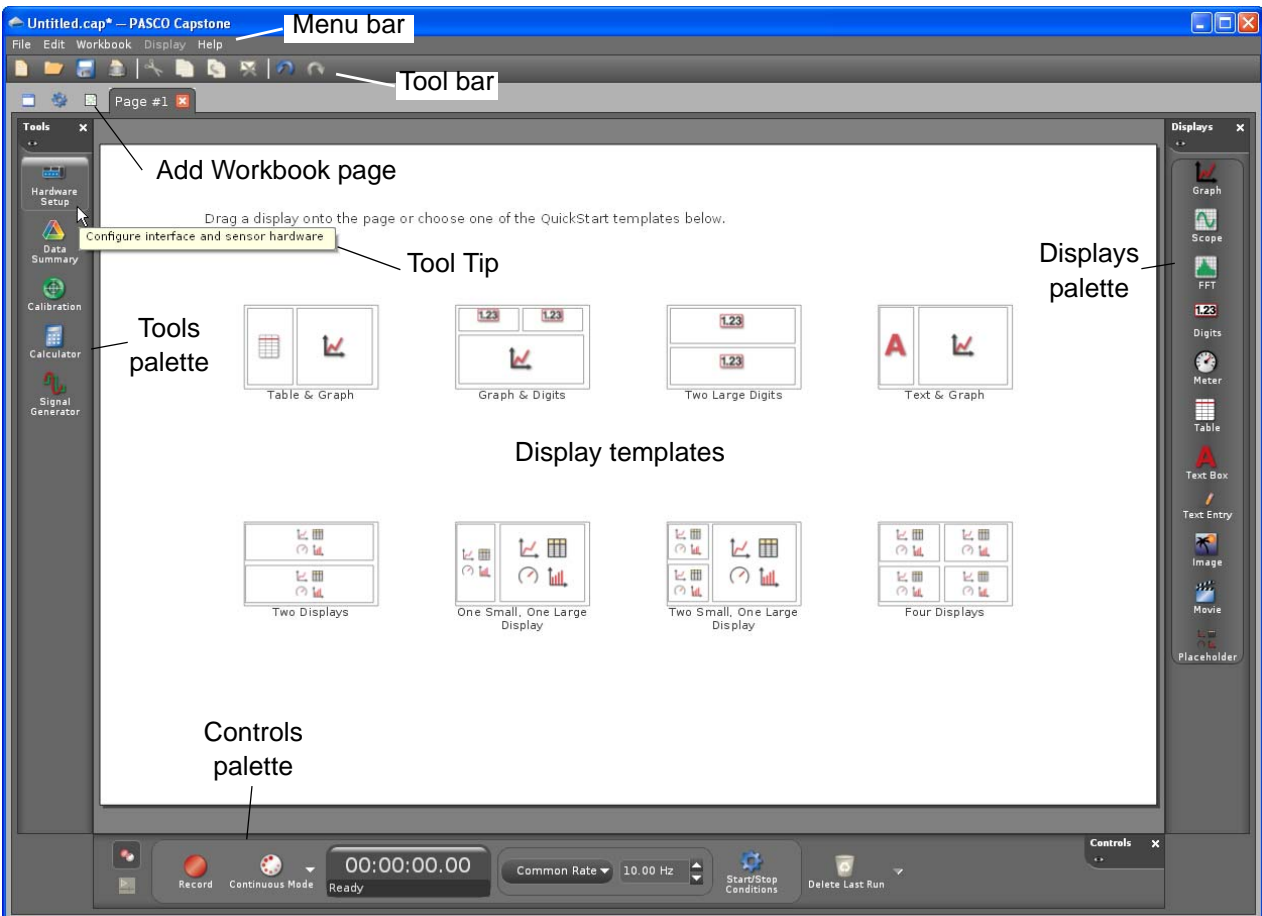 Untitled.cap* — PASCO Capstone
Menu bar
File Edit Workbook Display Help
Tool bar
Page #1
Tools
Displays
Add Workbook page
Hardware Setup
Drag a display onto the page or choose one of the QuickStart templates below.
Configure interface and sensor hardware
Tool Tip
Data Summary
Calibration
Tools palette
Calculator
Signal Generator
Displays palette
Graph
Scope
FFT
1.23
Digits
Meter
Table
Text Box
Text Entry
Image
Movie
Placeholder
1.23 1.23
1.23
1.23
A
Table & Graph
Graph & Digits
Two Large Digits
Text & Graph
Display templates
Two Displays
One Small, One Large Display
Two Small, One Large Display
Four Displays
Controls palette
Controls
Record
Continuous Mode
00:00:00.00
Ready
Common Rate
10.00 Hz
Start/Stop Conditions
Delete Last Run